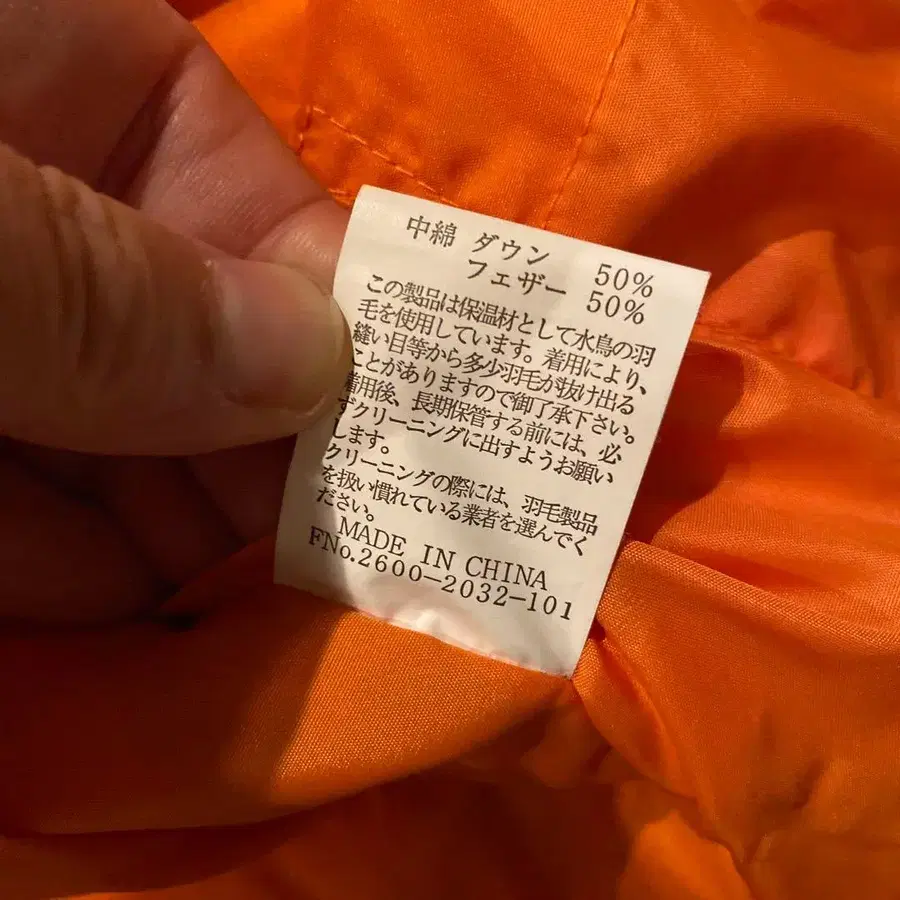 中綿 ダウン 50%
フェザー 50%
この製品は保温材として水鳥の羽
毛を使用しています。着用により、
縫い目等から多少羽毛が抜け出る
ことがありますので御了承下さい。
着用後、長期保管する前には、必
ずクリーニングに出すようお願い
します。
クリーニングの際には、羽毛製品
を扱い慣れている業者を選んでく
ださい。
MADE IN CHINA
FNo.2600-2032-101